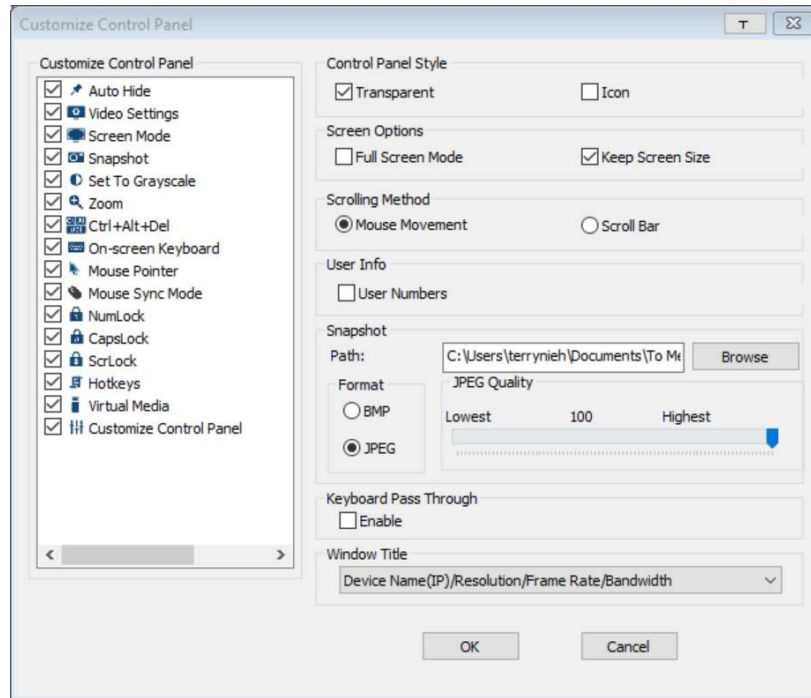 Customize Control Panel
T
Customize Control Panel
Auto Hide
Video Settings
Screen Mode
Snapshot
Set To Grayscale
Zoom
Ctrl+Alt+Del
On-screen Keyboard
Mouse Pointer
Mouse Sync Mode
NumLock
CapsLock
ScrLock
Hotkeys
Virtual Media
Customize Control Panel
Control Panel Style
Transparent Icon
Screen Options
Full Screen Mode Keep Screen Size
Scrolling Method
Mouse Movement Scroll Bar
User Info
User Numbers
Snapshot
Path: C:\Users\terrynieh\Documents\To Me Browse
Format
BMP
JPEG
JPEG Quality
Lowest 100 Highest
Keyboard Pass Through
Enable
Window Title
Device Name(IP)/Resolution/Frame Rate/Bandwidth
OK Cancel